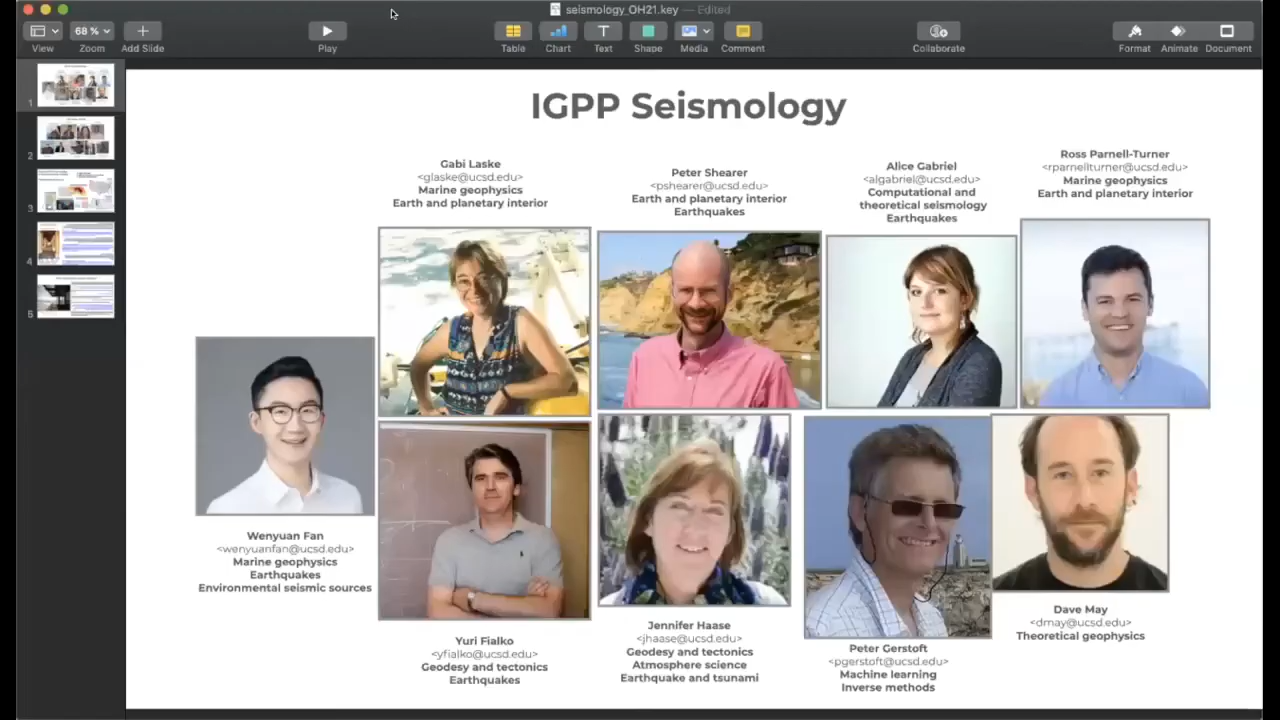 seismology_OH21.key — Edited
68 %
View
Zoom
Add Slide
Play
Table
Chart
Text
Shape
Media
Comment
Collaborate
Format
Animate
Document
1
2
3
4
5
IGPP Seismology
Gabi Laske
<glaske@ucsd.edu>
Marine geophysics
Earth and planetary interior
Peter Shearer
<pshearer@ucsd.edu>
Earth and planetary interior
Earthquakes
Alice Gabriel
<algabriel@ucsd.edu>
Computational and
theoretical seismology
Earthquakes
Ross Parnell-Turner
<rparnellturner@ucsd.edu>
Marine geophysics
Earth and planetary interior
Wenyuan Fan
<wenyuanfan@ucsd.edu>
Marine geophysics
Earthquakes
Environmental seismic sources
Yuri Fialko
<yfialko@ucsd.edu>
Geodesy and tectonics
Earthquakes
Jennifer Haase
<jhaase@ucsd.edu>
Geodesy and tectonics
Atmosphere science
Earthquake and tsunami
Peter Gerstoft
<pgerstoft@ucsd.edu>
Machine learning
Inverse methods
Dave May
<dmay@ucsd.edu>
Theoretical geophysics